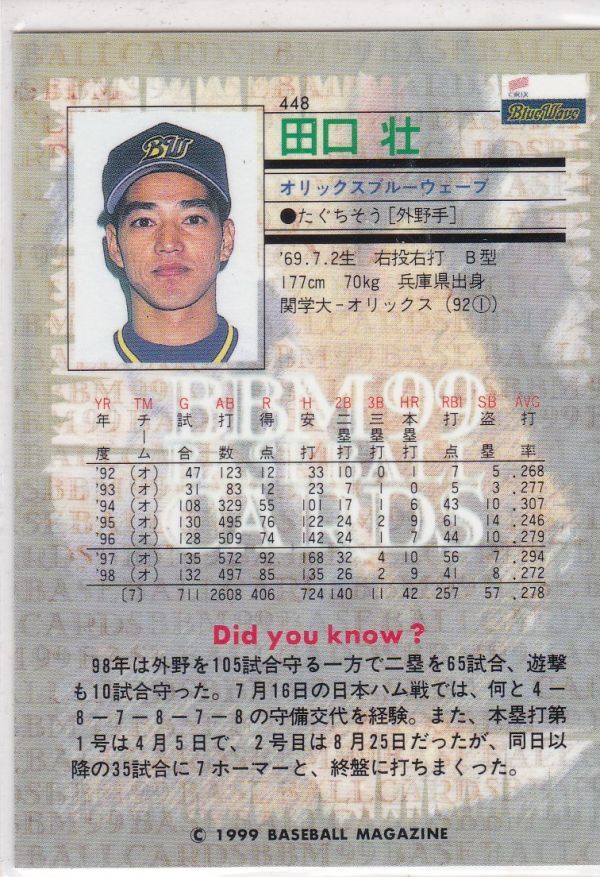 448
ORIX
BlueWave
田口 壮
BW
オリックスブルーウェーブ
●たぐちそう[外野手]
'69.7.2生 右投右打 B型
177cm 70kg 兵庫県出身
関学大−オリックス(92①)
YR TM G AB R H 2B 3B HR RBI SB AVG
年度 チーム 試合 打数 得点 安打 二塁打 三塁打 本塁打 打点 盗塁 打率
'92 (オ) 47 123 12 33 10 0 1 7 5 .268
'93 (オ) 31 83 12 23 7 1 0 5 3 .277
'94 (オ) 108 329 55 101 17 1 6 43 10 .307
'95 (オ) 130 495 76 122 24 2 9 61 14 .246
'96 (オ) 128 509 74 142 24 1 7 44 10 .279
'97 (オ) 135 572 92 168 32 4 10 56 7 .294
'98 (オ) 132 497 85 135 26 2 9 41 8 .272
〔7〕 711 2608 406 724 140 11 42 257 57 .278
BBM'99
BASEBALL
CARDS
Did you know?
98年は外野を105試合守る一方で二塁を65試合、遊撃
も10試合守った。7月16日の日本ハム戦では、何と4−
8−7−8−7−8の守備交代を経験。また、本塁打第
1号は4月5日で、2号目は8月25日だったが、同日以
降の35試合に7ホーマーと、終盤に打ちまくった。
© 1999 BASEBALL MAGAZINE